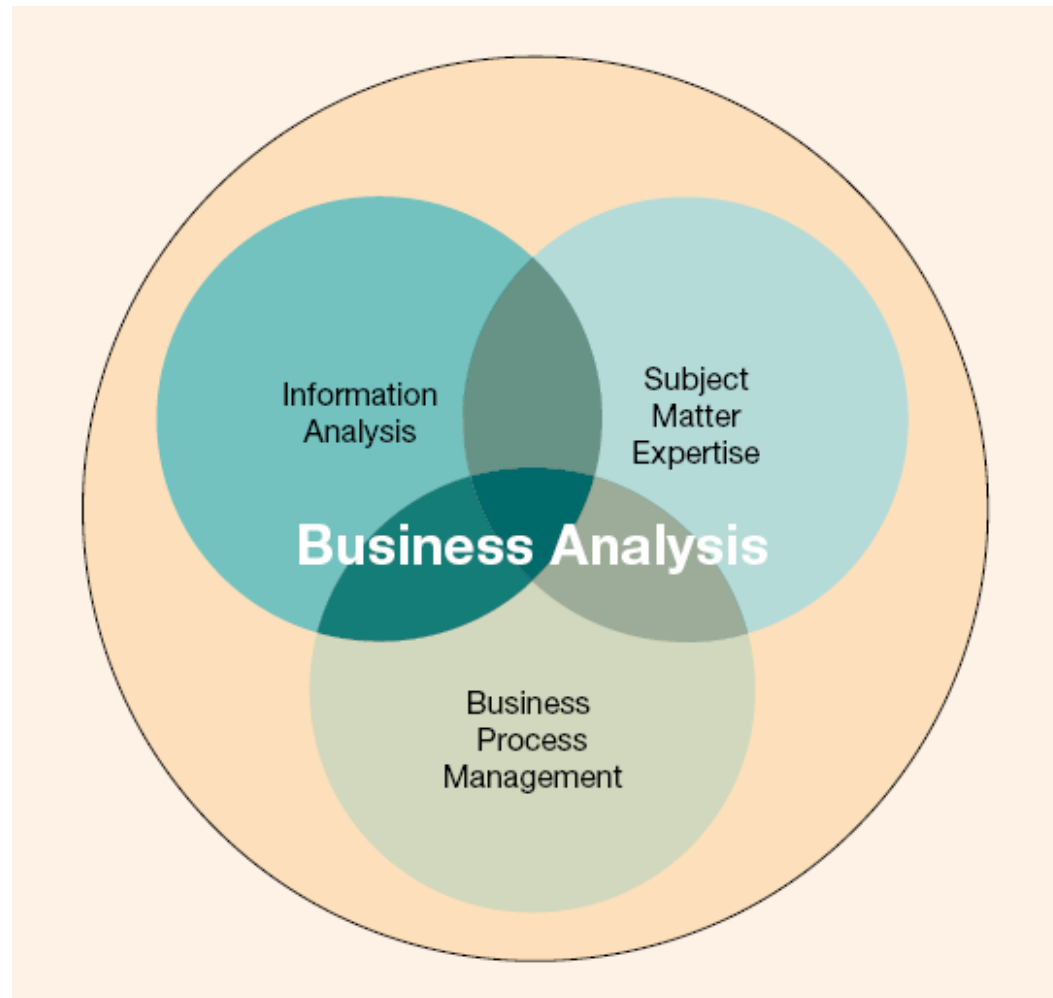 Information
Analysis
Subject
Matter
Expertise
Business Analysis
Business
Process
Management